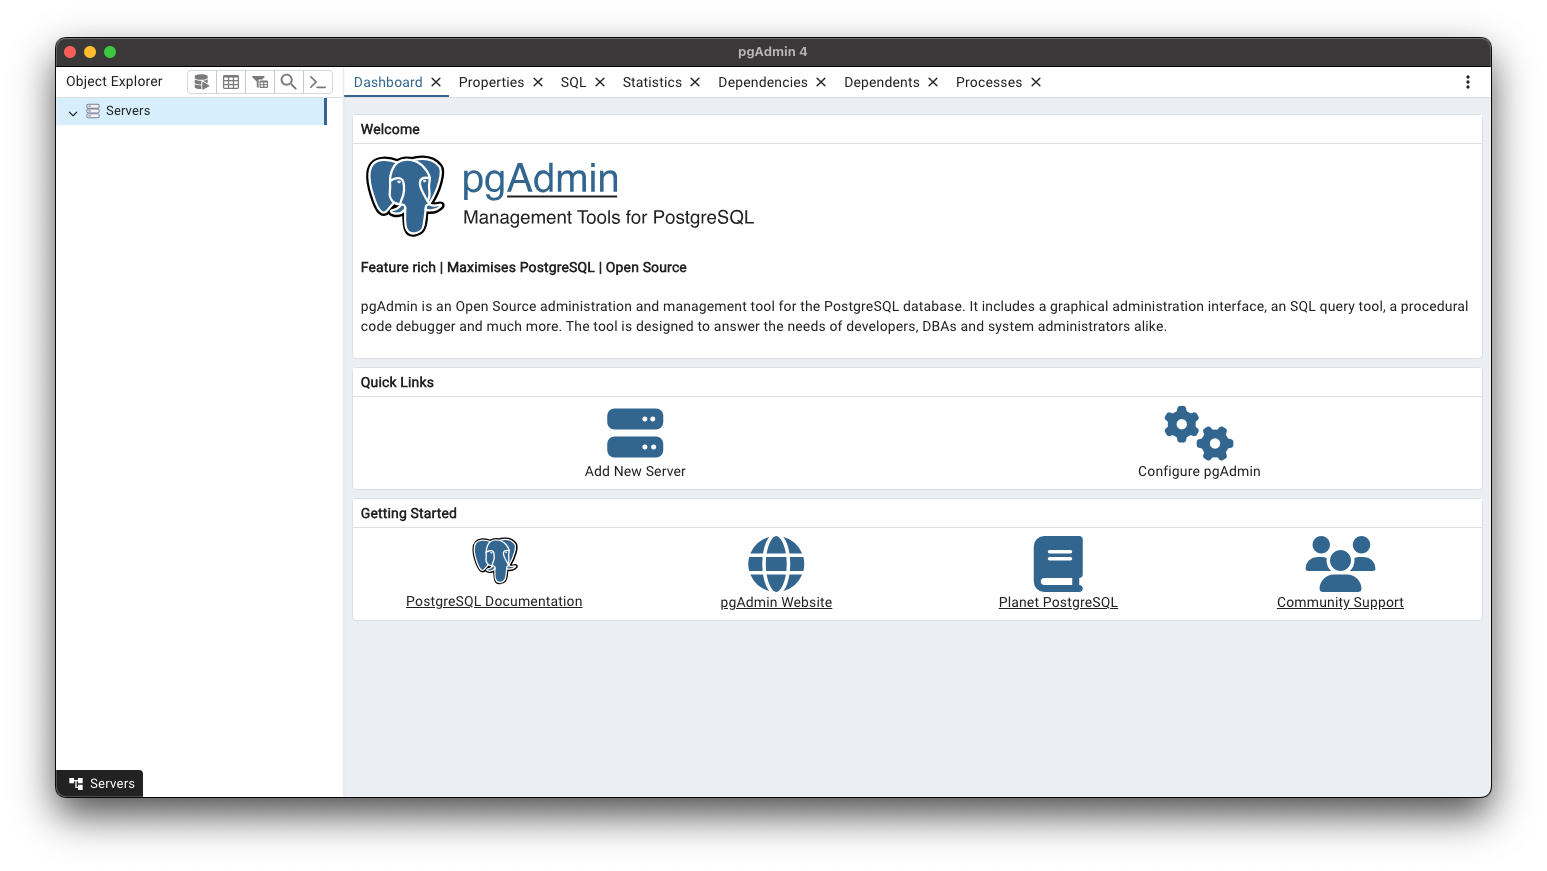 pgAdmin 4
Object Explorer
Dashboard Properties SQL Statistics Dependencies Dependents Processes
Servers
Welcome
pgAdmin
Management Tools for PostgreSQL
Feature rich | Maximises PostgreSQL | Open Source
pgAdmin is an Open Source administration and management tool for the PostgreSQL database. It includes a graphical administration interface, an SQL query tool, a procedural
code debugger and much more. The tool is designed to answer the needs of developers, DBAs and system administrators alike.
Quick Links
Add New Server
Configure pgAdmin
Getting Started
PostgreSQL Documentation
pgAdmin Website
Planet PostgreSQL
Community Support
Servers